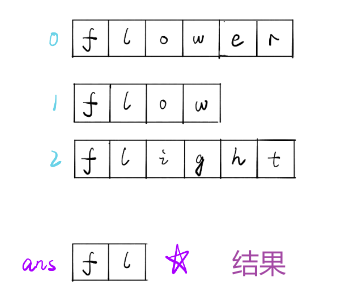 0 f l o w e r
1 f l o w
2 f l i g h t
ans f l ☆ 结果